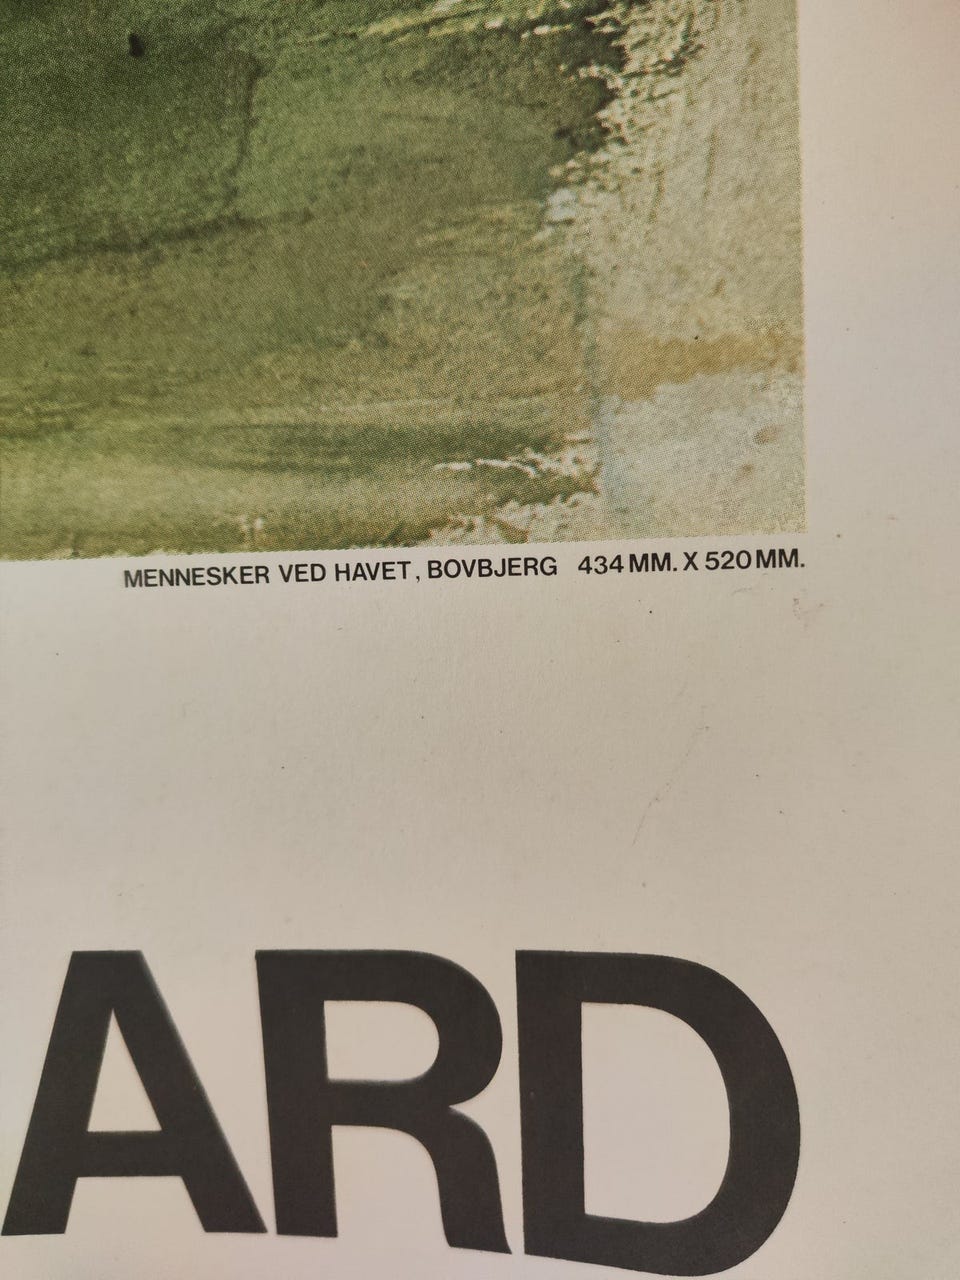 MENNESKER VED HAVET, BOVBJERG 434 MM. X 520 MM.
ARD